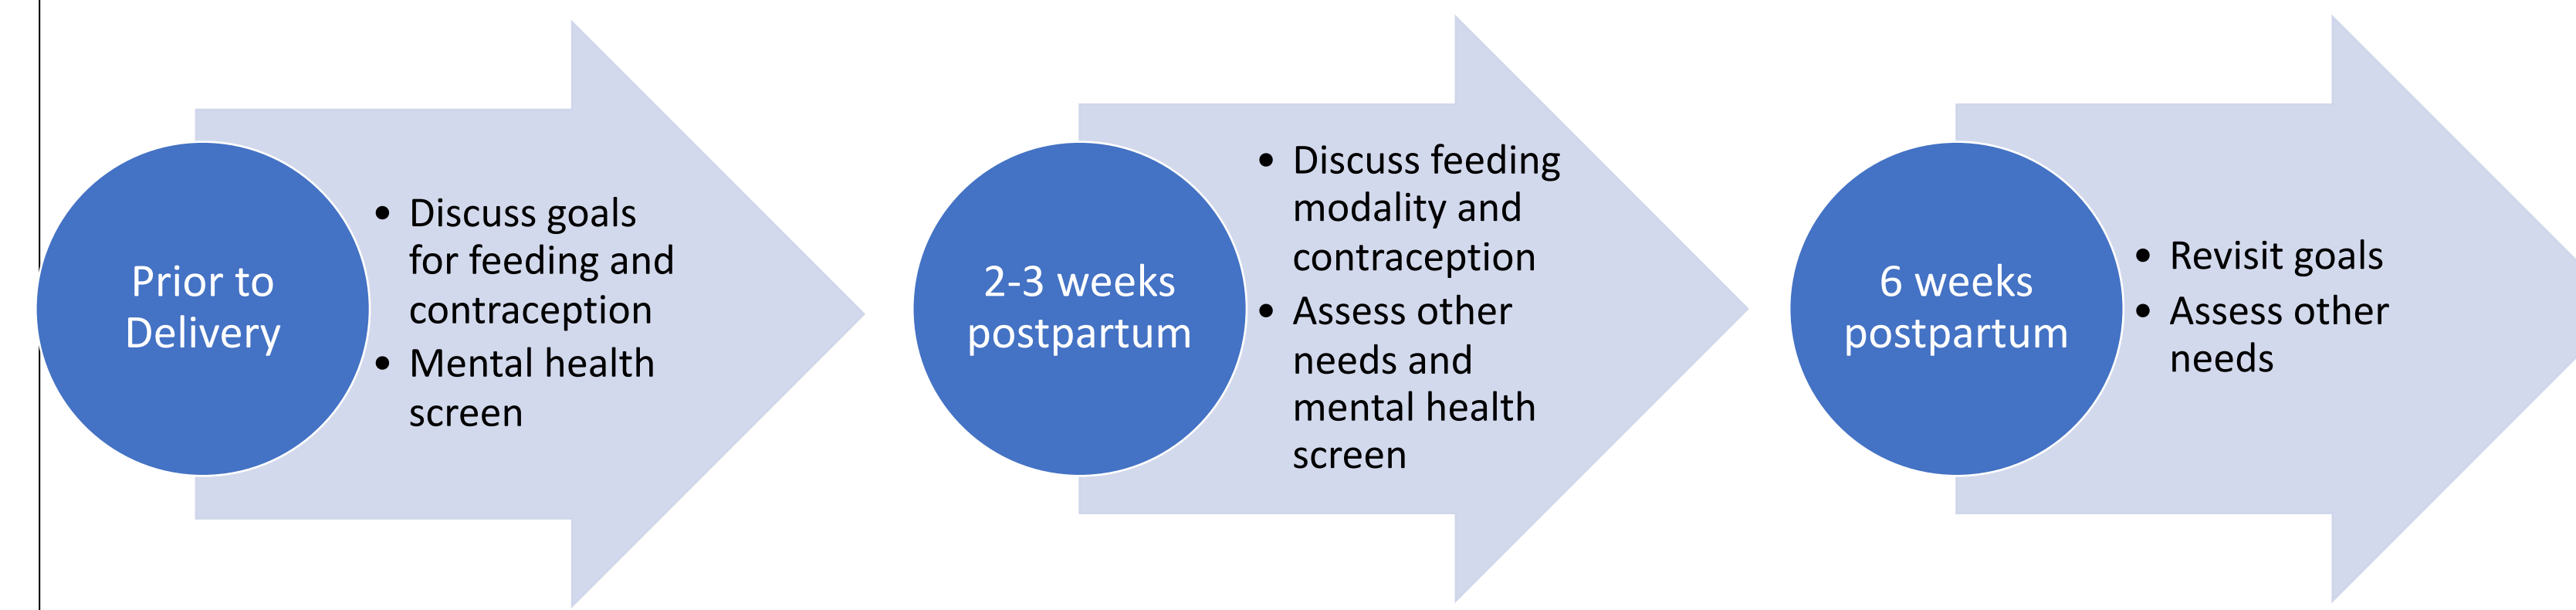 Prior to
Delivery
• Discuss goals
for feeding and
contraception
• Mental health
screen
2-3 weeks
postpartum
• Discuss feeding
modality and
contraception
• Assess other
needs and
mental health
screen
6 weeks
postpartum
• Revisit goals
• Assess other
needs